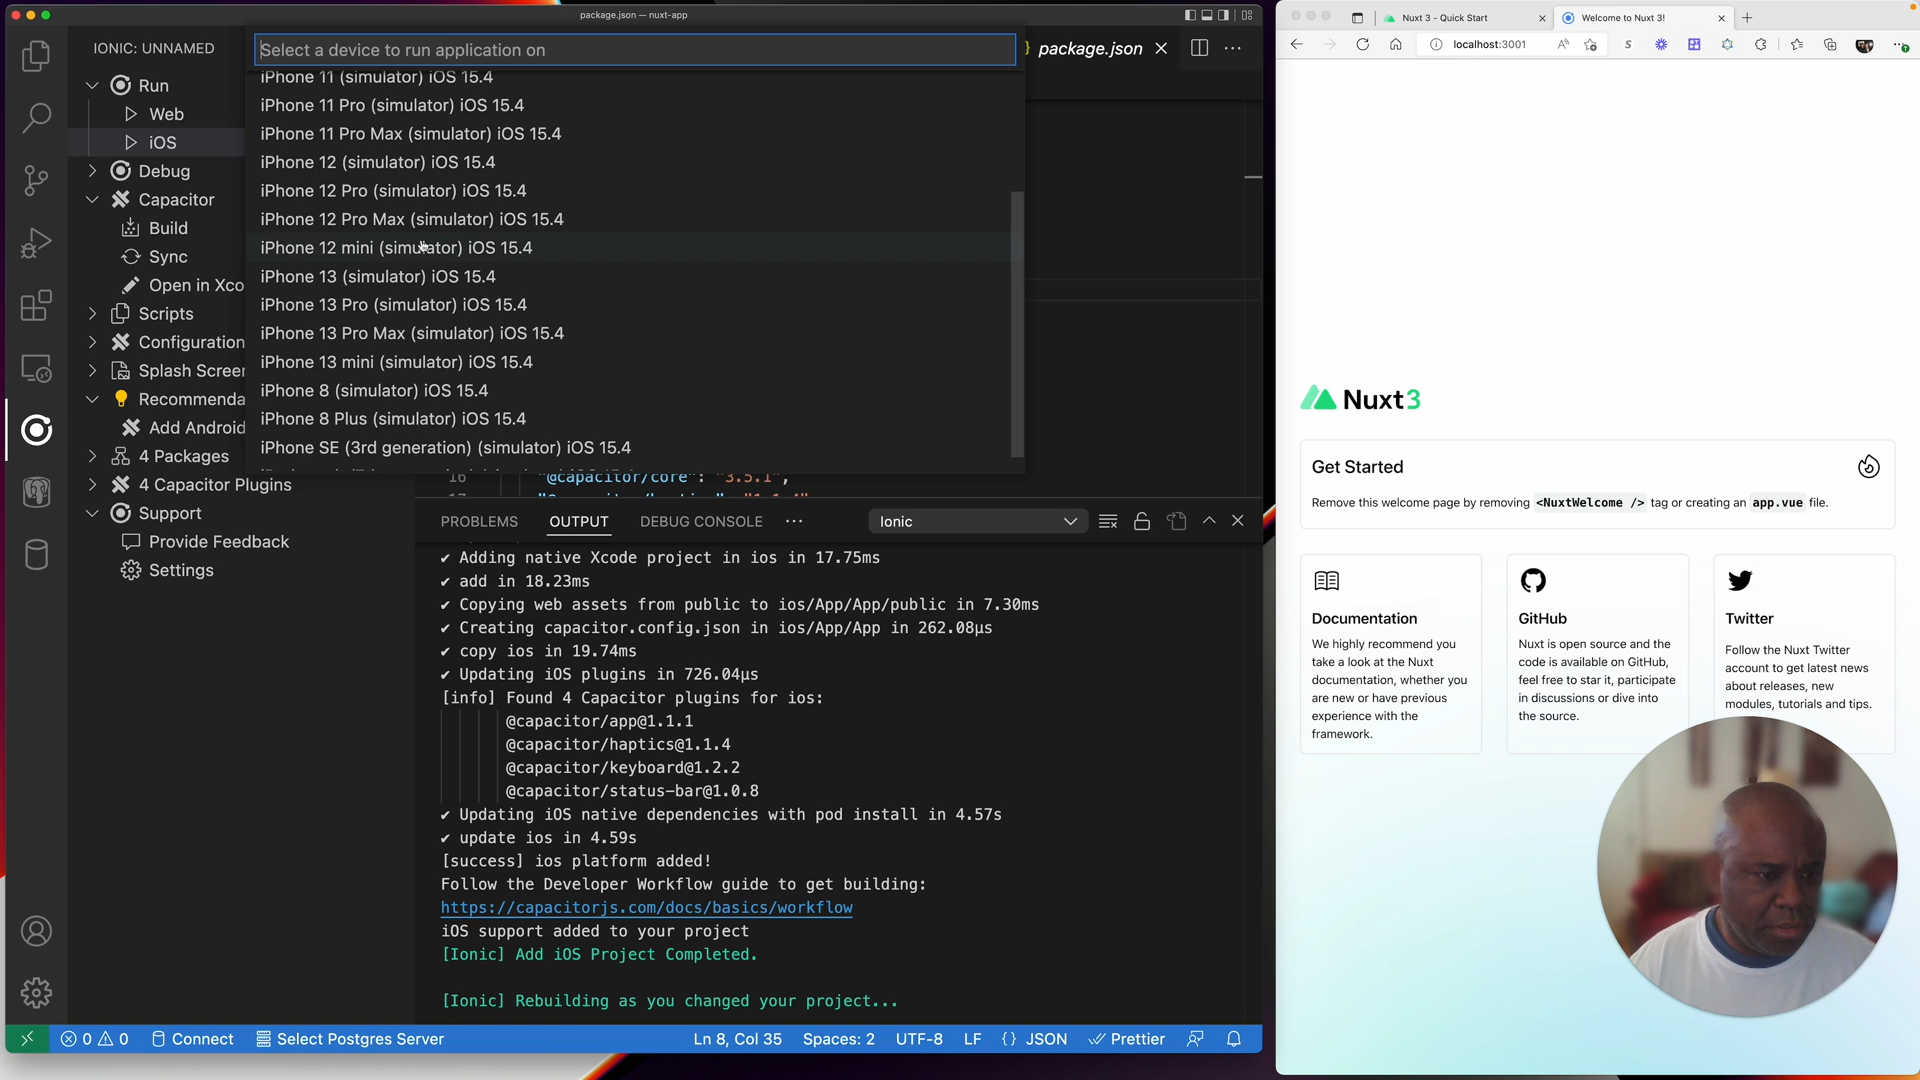 package.json — nuxt-app
IONIC: UNNAMED
Run
Web
iOS
Debug
Capacitor
Build
Sync
Open in Xco
Scripts
Configuration
Splash Screen
Recommenda
Add Android
4 Packages
4 Capacitor Plugins
Support
Provide Feedback
Settings
Select a device to run application on
package.json
iPhone 11 (simulator) iOS 15.4
iPhone 11 Pro (simulator) iOS 15.4
iPhone 11 Pro Max (simulator) iOS 15.4
iPhone 12 (simulator) iOS 15.4
iPhone 12 Pro (simulator) iOS 15.4
iPhone 12 Pro Max (simulator) iOS 15.4
iPhone 12 mini (simulator) iOS 15.4
iPhone 13 (simulator) iOS 15.4
iPhone 13 Pro (simulator) iOS 15.4
iPhone 13 Pro Max (simulator) iOS 15.4
iPhone 13 mini (simulator) iOS 15.4
iPhone 8 (simulator) iOS 15.4
iPhone 8 Plus (simulator) iOS 15.4
iPhone SE (3rd generation) (simulator) iOS 15.4
16 "@capacitor/core": "3.5.1",
PROBLEMS OUTPUT DEBUG CONSOLE ··· Ionic
✔ Adding native Xcode project in ios in 17.75ms
✔ add in 18.23ms
✔ Copying web assets from public to ios/App/App/public in 7.30ms
✔ Creating capacitor.config.json in ios/App/App in 262.08μs
✔ copy ios in 19.74ms
✔ Updating iOS plugins in 726.04μs
[info] Found 4 Capacitor plugins for ios:
@capacitor/app@1.1.1
@capacitor/haptics@1.1.4
@capacitor/keyboard@1.2.2
@capacitor/status-bar@1.0.8
✔ Updating iOS native dependencies with pod install in 4.57s
✔ update ios in 4.59s
[success] ios platform added!
Follow the Developer Workflow guide to get building:
https://capacitorjs.com/docs/basics/workflow
iOS support added to your project
[Ionic] Add iOS Project Completed.
[Ionic] Rebuilding as you changed your project...
0 0 Connect Select Postgres Server Ln 8, Col 35 Spaces: 2 UTF-8 LF {} JSON Prettier
Nuxt 3 - Quick Start
Welcome to Nuxt 3!
localhost:3001
Nuxt3
Get Started
Remove this welcome page by removing <NuxtWelcome /> tag or creating an app.vue file.
Documentation
We highly recommend you
take a look at the Nuxt
documentation, whether you
are new or have previous
experience with the
framework.
GitHub
Nuxt is open source and the
code is available on GitHub,
feel free to star it, participate
in discussions or dive into
the source.
Twitter
Follow the Nuxt Twitter
account to get latest news
about releases, new
modules, tutorials and tips.